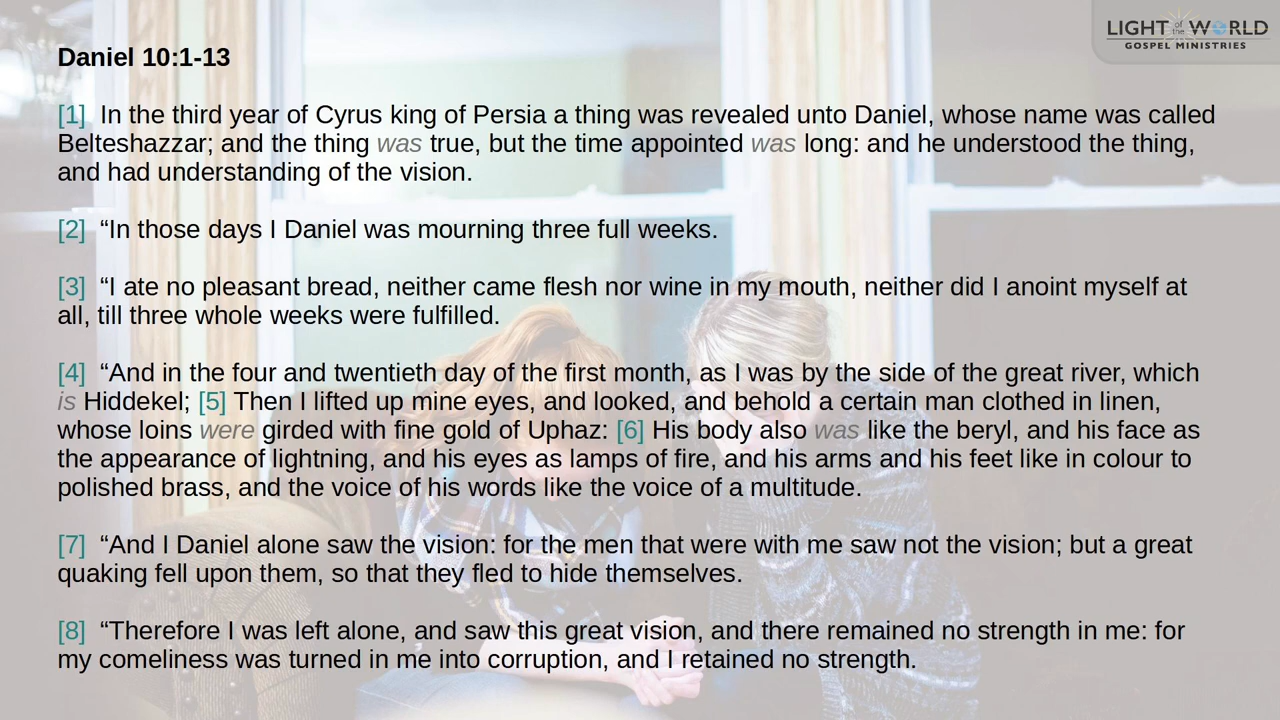 LIGHT of the WORLD
GOSPEL MINISTRIES
Daniel 10:1-13
[1] In the third year of Cyrus king of Persia a thing was revealed unto Daniel, whose name was called
Belteshazzar; and the thing was true, but the time appointed was long: and he understood the thing,
and had understanding of the vision.
[2] “In those days I Daniel was mourning three full weeks.
[3] “I ate no pleasant bread, neither came flesh nor wine in my mouth, neither did I anoint myself at
all, till three whole weeks were fulfilled.
[4] “And in the four and twentieth day of the first month, as I was by the side of the great river, which
is Hiddekel; [5] Then I lifted up mine eyes, and looked, and behold a certain man clothed in linen,
whose loins were girded with fine gold of Uphaz: [6] His body also was like the beryl, and his face as
the appearance of lightning, and his eyes as lamps of fire, and his arms and his feet like in colour to
polished brass, and the voice of his words like the voice of a multitude.
[7] “And I Daniel alone saw the vision: for the men that were with me saw not the vision; but a great
quaking fell upon them, so that they fled to hide themselves.
[8] “Therefore I was left alone, and saw this great vision, and there remained no strength in me: for
my comeliness was turned in me into corruption, and I retained no strength.